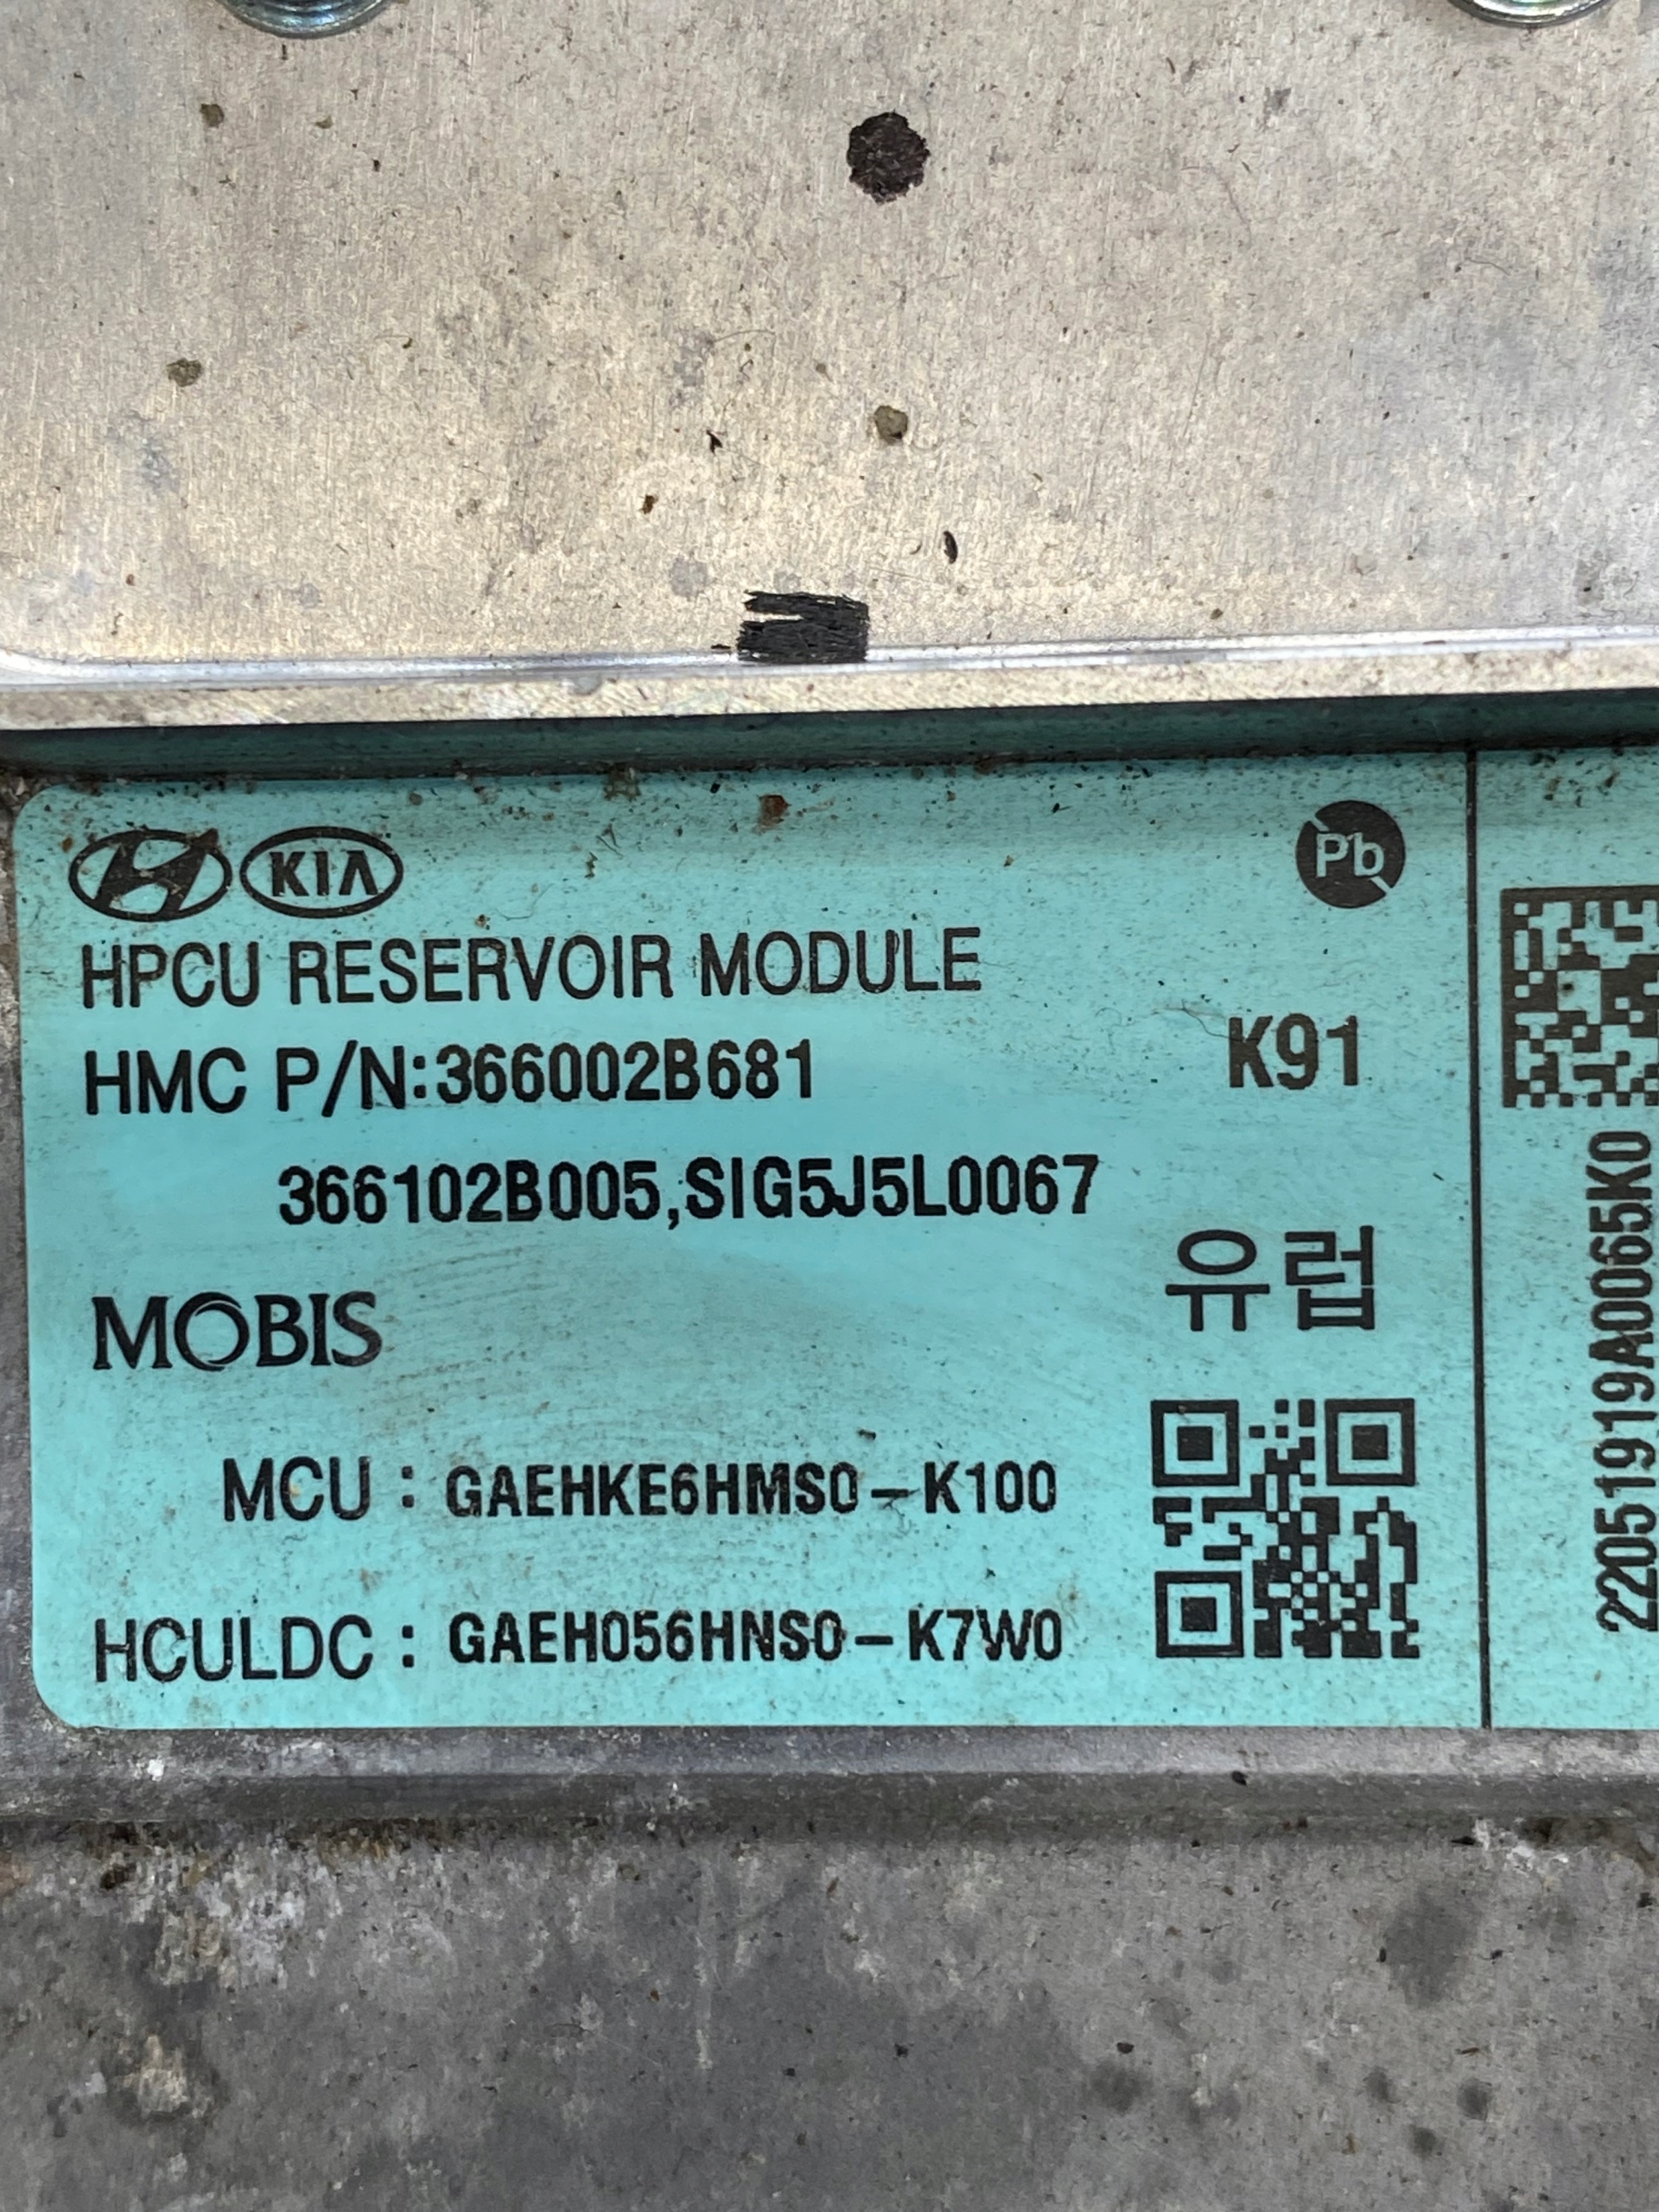 KIA
Pb
HPCU RESERVOIR MODULE
HMC P/N:366002B681
K91
366102B005,SIG5J5L0067
유럽
MOBIS
MCU : GAEHKE6HMS0-K100
HCULDC : GAEH056HNS0-K7W0
22051919A0065K0